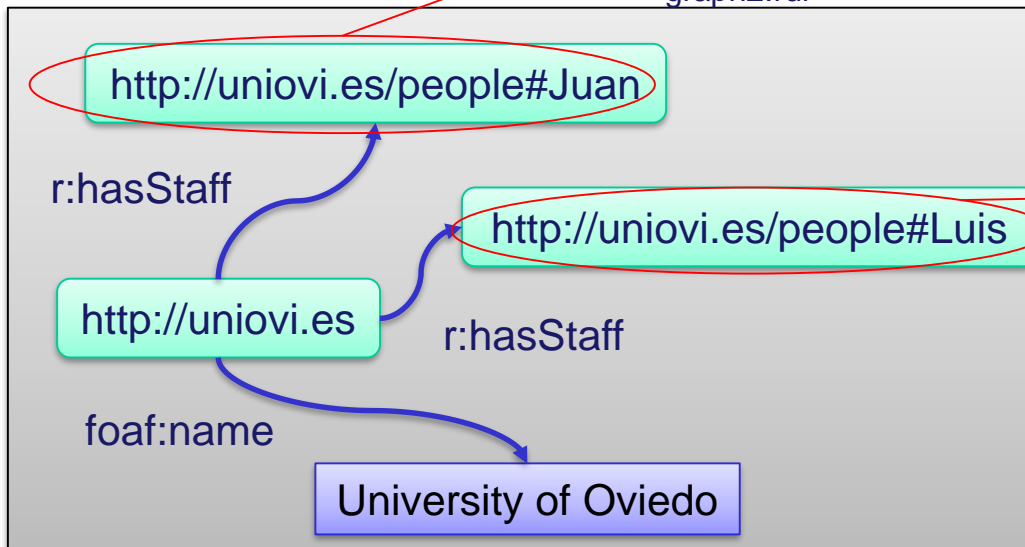 http://uniovi.es/people#Juan
r:hasStaff
http://uniovi.es/people#Luis
http://uniovi.es
r:hasStaff
foaf:name
University of Oviedo